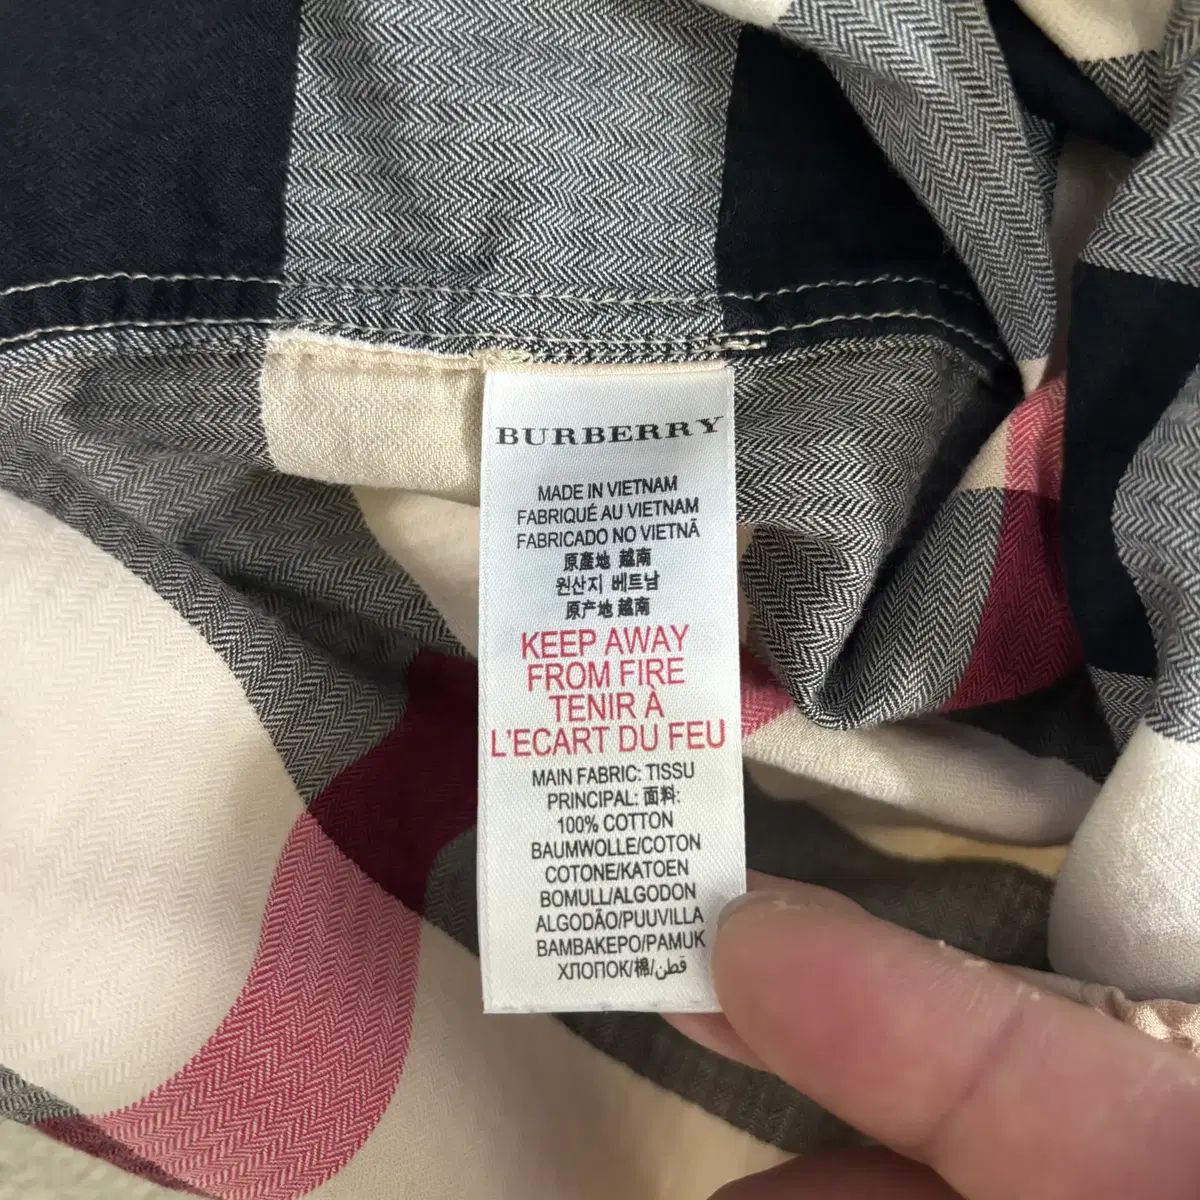 BURBERRY
MADE IN VIETNAM
FABRIQUÉ AU VIETNAM
FABRICADO NO VIETNÃ
原產地 越南
원산지 베트남
原产地 越南
KEEP AWAY
FROM FIRE
TENIR À
L'ECART DU FEU
MAIN FABRIC: TISSU
PRINCIPAL: 面料:
100% COTTON
BAUMWOLLE/COTON
COTONE/KATOEN
BOMULL/ALGODON
ALGODÃO/PUUVILLA
BAMBAKEPO/PAMUK
ХЛОПОК/棉/قطن